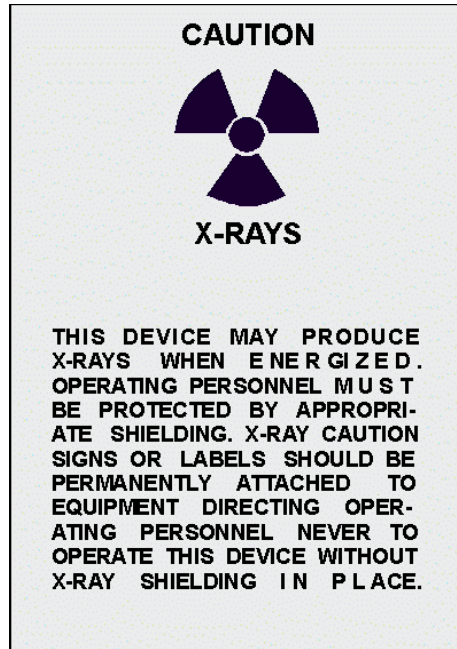 CAUTION
X-RAYS
THIS DEVICE MAY PRODUCE
X-RAYS WHEN ENERGIZED.
OPERATING PERSONNEL MUST
BE PROTECTED BY APPROPRI-
ATE SHIELDING. X-RAY CAUTION
SIGNS OR LABELS SHOULD BE
PERMANENTLY ATTACHED TO
EQUIPMENT DIRECTING OPER-
ATING PERSONNEL NEVER TO
OPERATE THIS DEVICE WITHOUT
X-RAY SHIELDING IN PLACE.